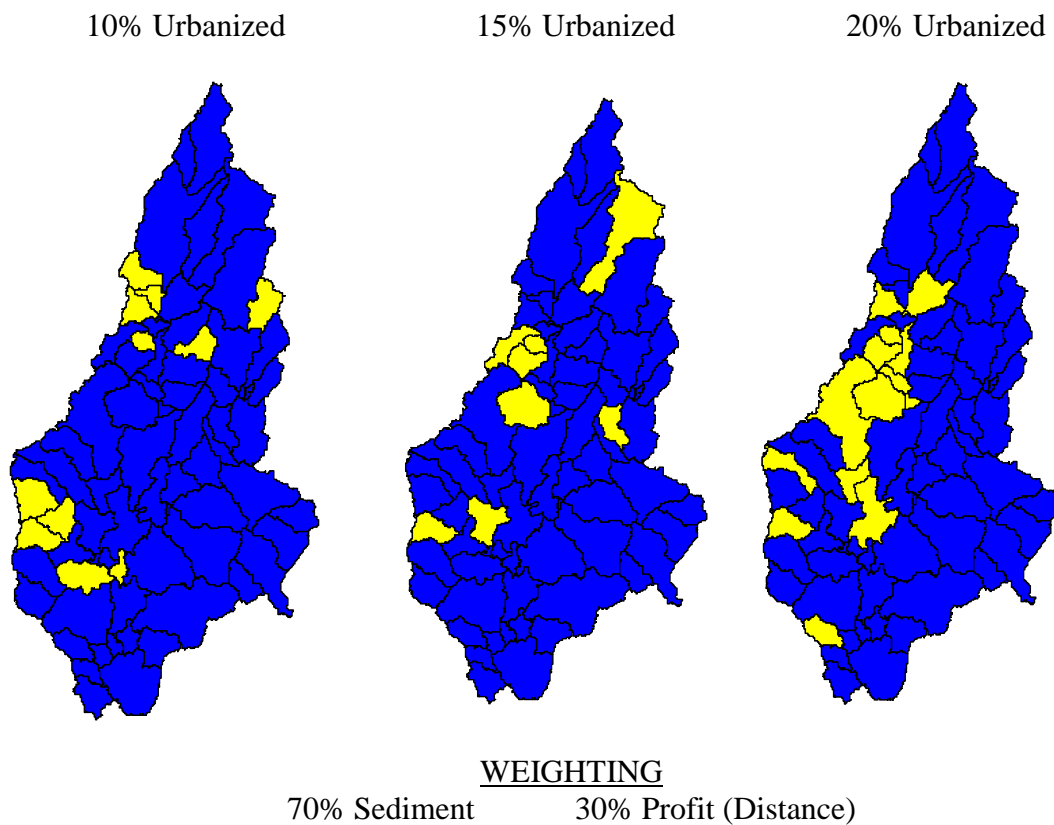 10% Urbanized 15% Urbanized 20% Urbanized
WEIGHTING
70% Sediment 30% Profit (Distance)